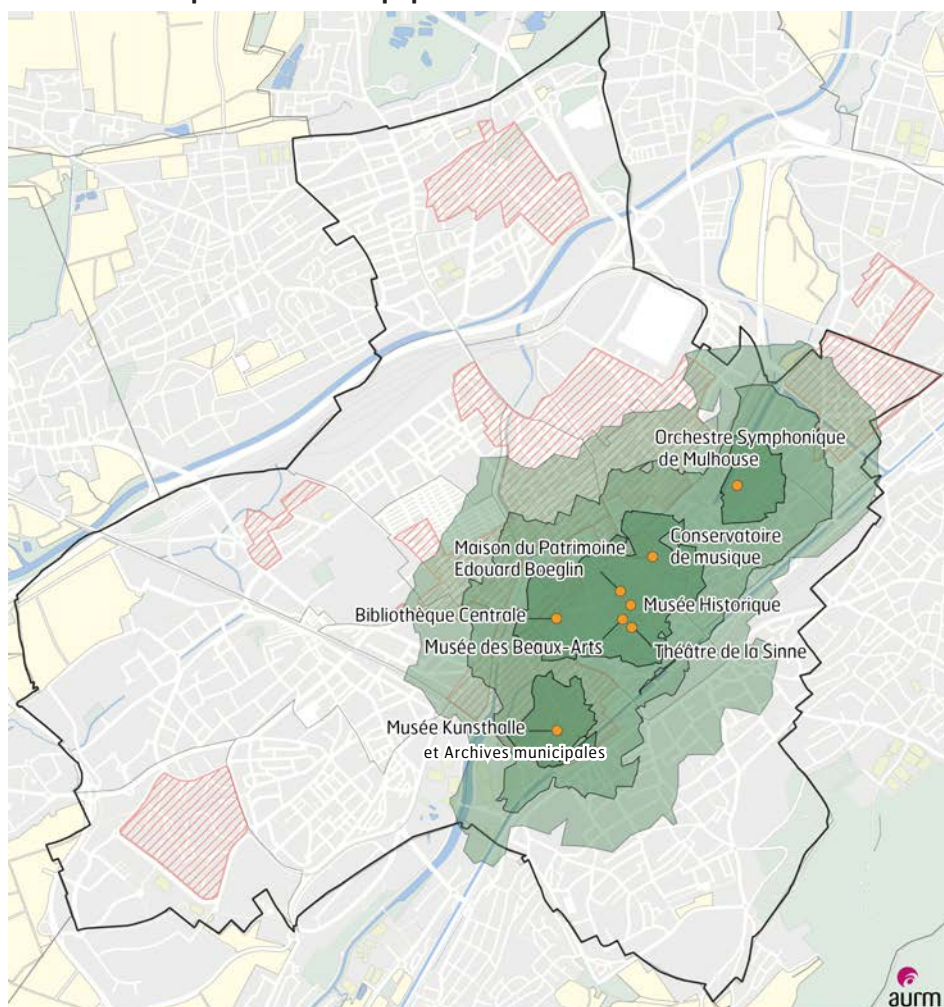 Orchestre Symphonique
de Mulhouse
Conservatoire
de musique
Maison du Patrimoine
Edouard Boeglin
Musée Historique
Bibliothèque Centrale
Musée des Beaux-Arts
Théâtre de la Sinne
Musée Kunsthalle
et Archives municipales
aurm